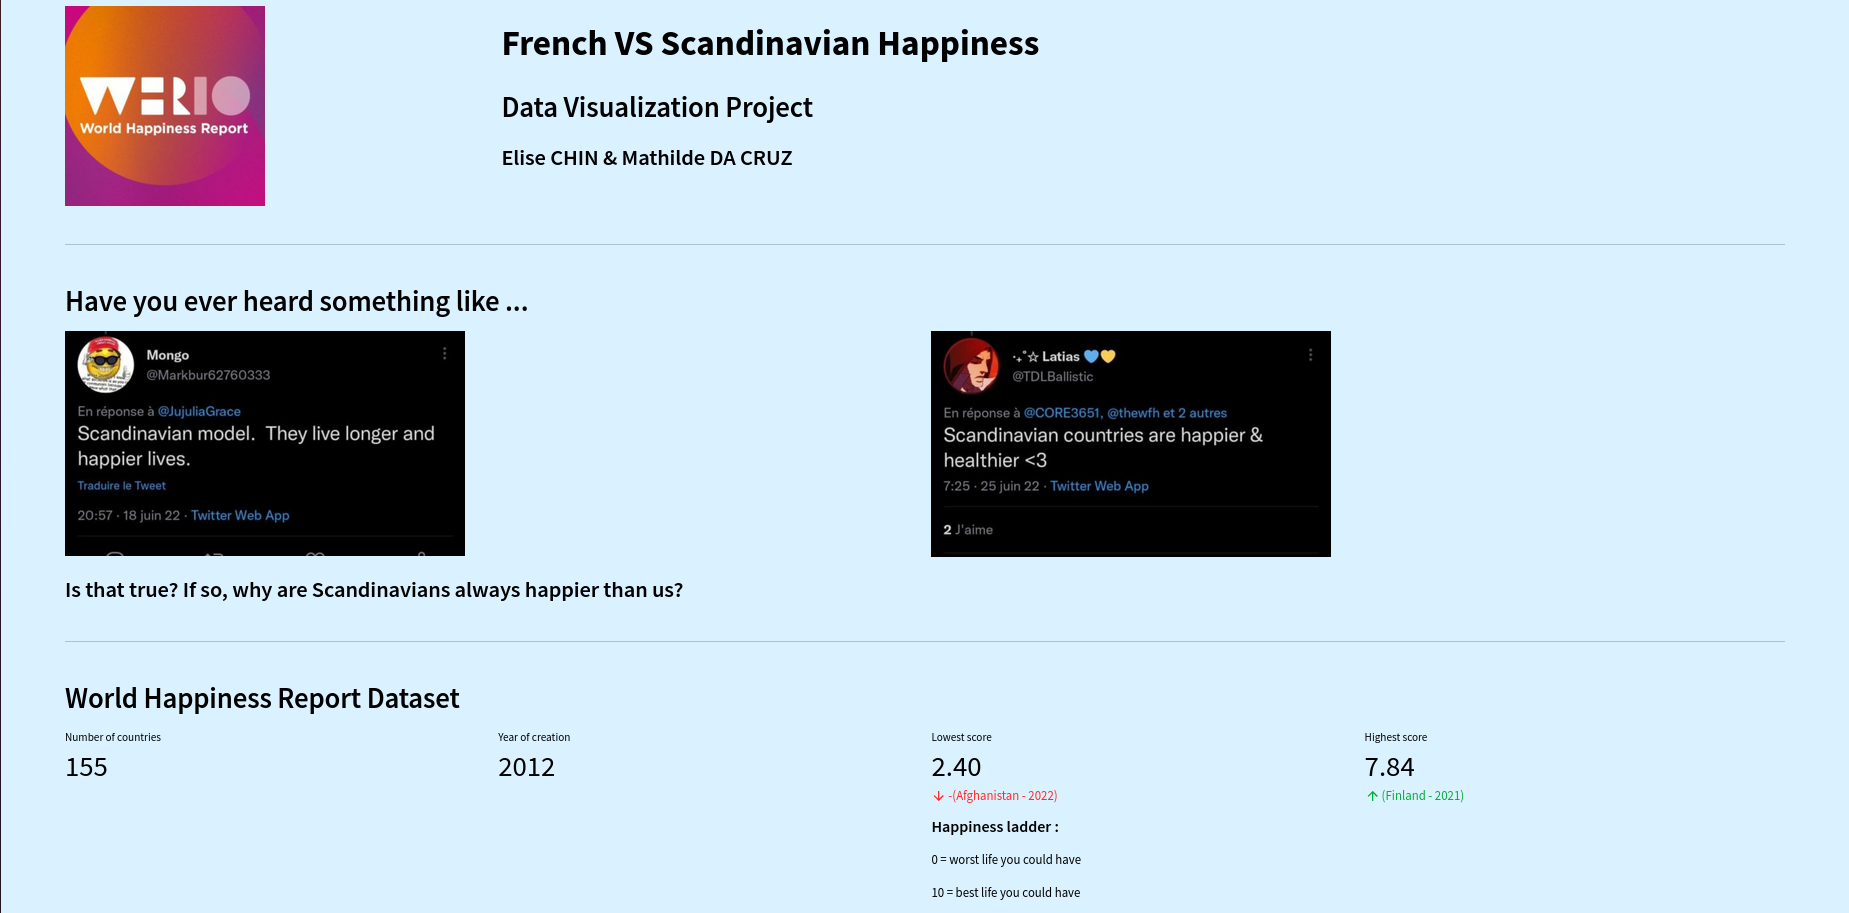 WHR10
World Happiness Report
French VS Scandinavian Happiness
Data Visualization Project
Elise CHIN & Mathilde DA CRUZ
Have you ever heard something like ...
Mongo
@Markbur62760333
En réponse à @JujuliaGrace
Scandinavian model.  They live longer and
happier lives.
Traduire le Tweet
20:57 · 18 juin 22 · Twitter Web App
·₊˚☆ Latias 💙💛
@TDLBallistic
En réponse à @CORE3651, @thewfh et 2 autres
Scandinavian countries are happier &
healthier <3
7:25 · 25 juin 22 · Twitter Web App
2 J'aime
Is that true? If so, why are Scandinavians always happier than us?
World Happiness Report Dataset
Number of countries
155
Year of creation
2012
Lowest score
2.40
↓ -(Afghanistan - 2022)
Happiness ladder :
0 = worst life you could have
10 = best life you could have
Highest score
7.84
↑ (Finland - 2021)